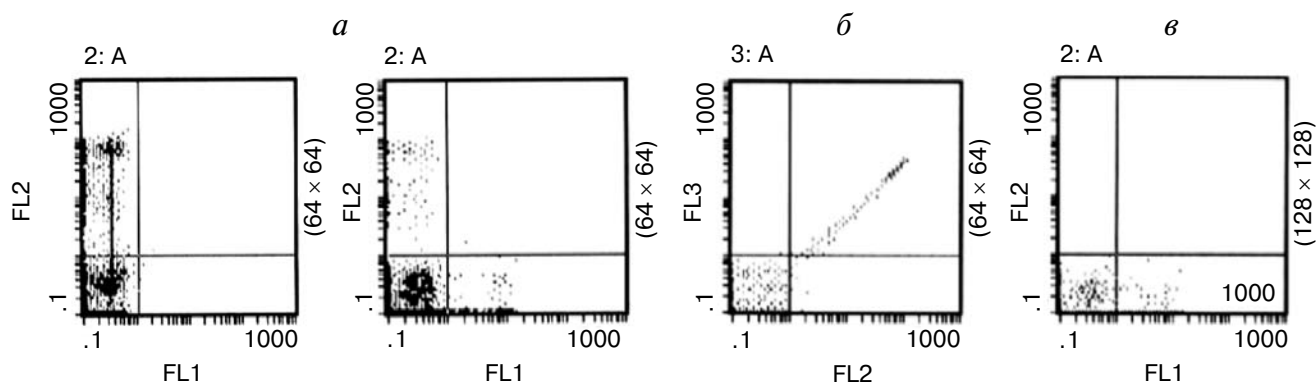 а
б
в
2: A
2: A
3: A
2: A
1000
FL2
.1
(64 × 64)
1000
FL2
.1
(64 × 64)
1000
FL3
.1
(64 × 64)
1000
FL2
.1
(128 × 128)
1000
.1
1000
.1
1000
.1
1000
.1
1000
FL1
FL1
FL2
FL1